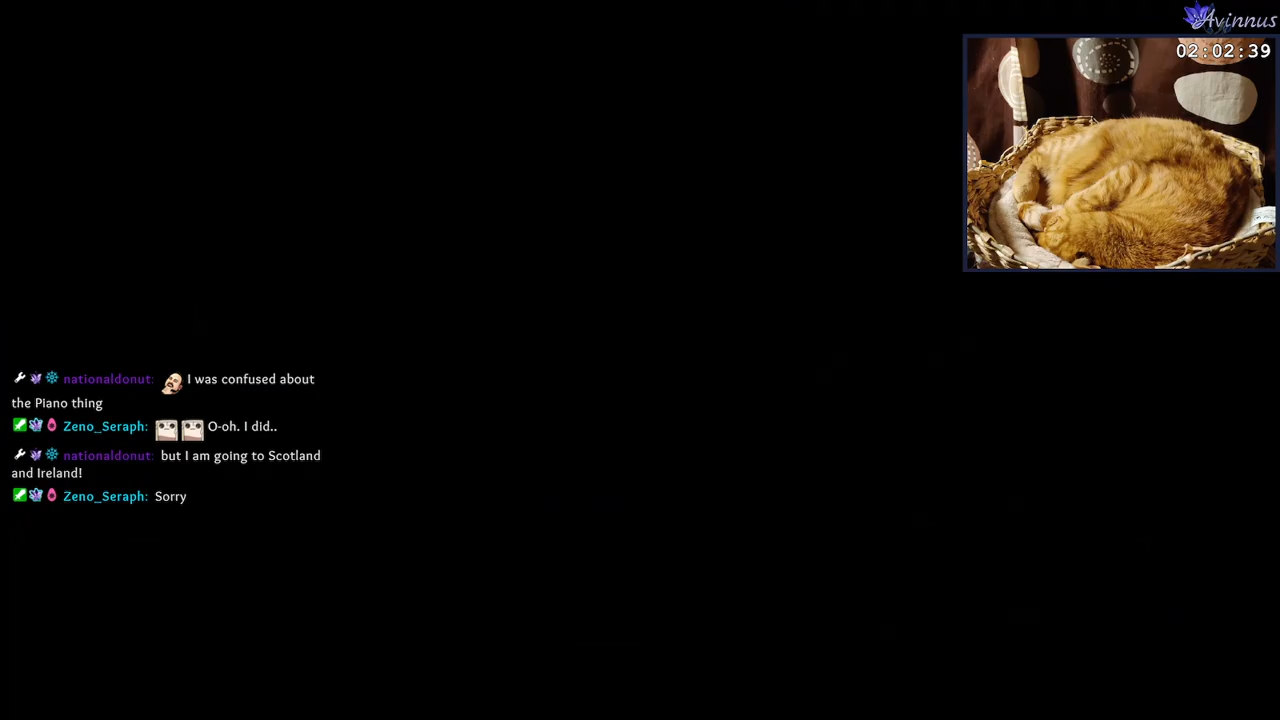 Avinnus
02:02:39
nationaldonut: I was confused about
the Piano thing
Zeno_Seraph: O-oh. I did..
nationaldonut: but I am going to Scotland
and Ireland!
Zeno_Seraph: Sorry